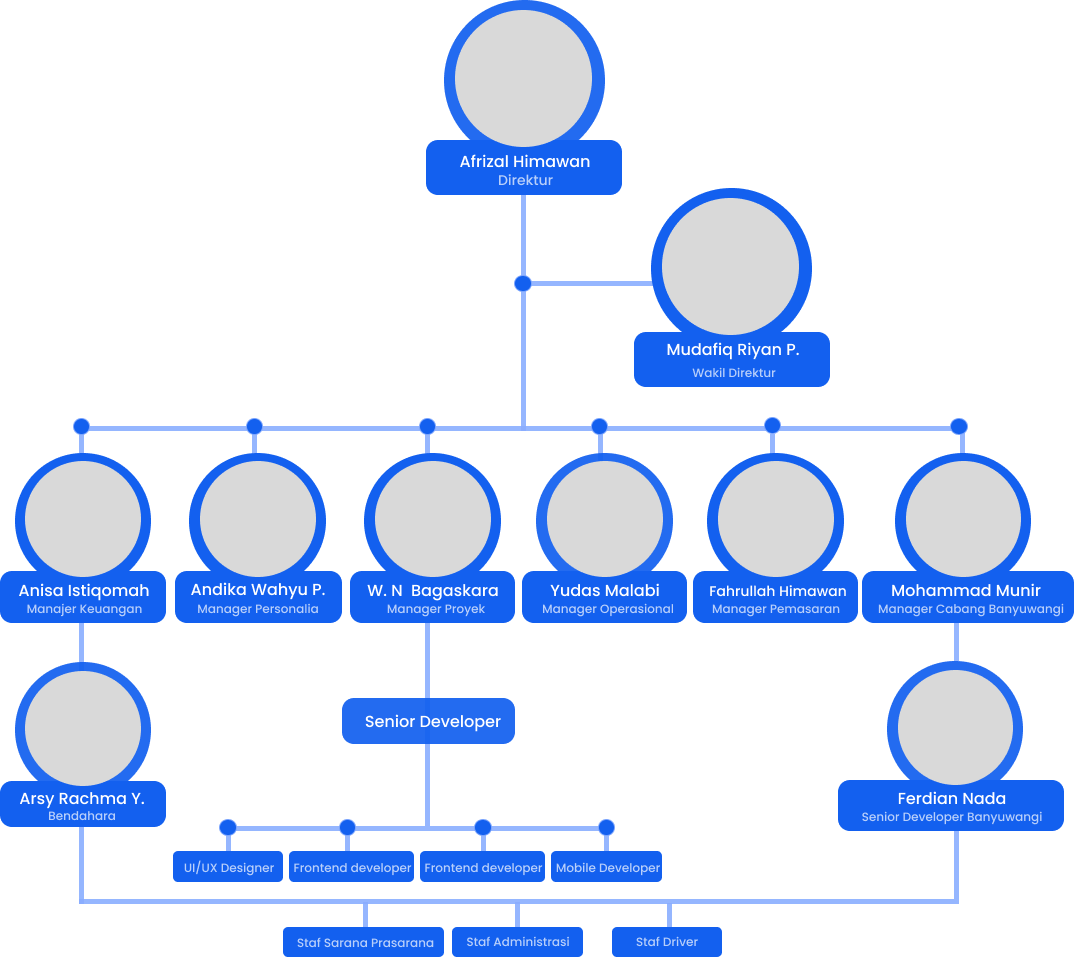 Afrizal Himawan
Direktur
Mudafiq Riyan P.
Wakil Direktur
Anisa Istiqomah
Manajer Keuangan
Andika Wahyu P.
Manager Personalia
W. N Bagaskara
Manager Proyek
Yudas Malabi
Manager Operasional
Fahrullah Himawan
Manager Pemasaran
Mohammad Munir
Manager Cabang Banyuwangi
Senior Developer
Arsy Rachma Y.
Bendahara
Ferdian Nada
Senior Developer Banyuwangi
UI/UX Designer
Frontend developer
Frontend developer
Mobile Developer
Staf Sarana Prasarana
Staf Administrasi
Staf Driver